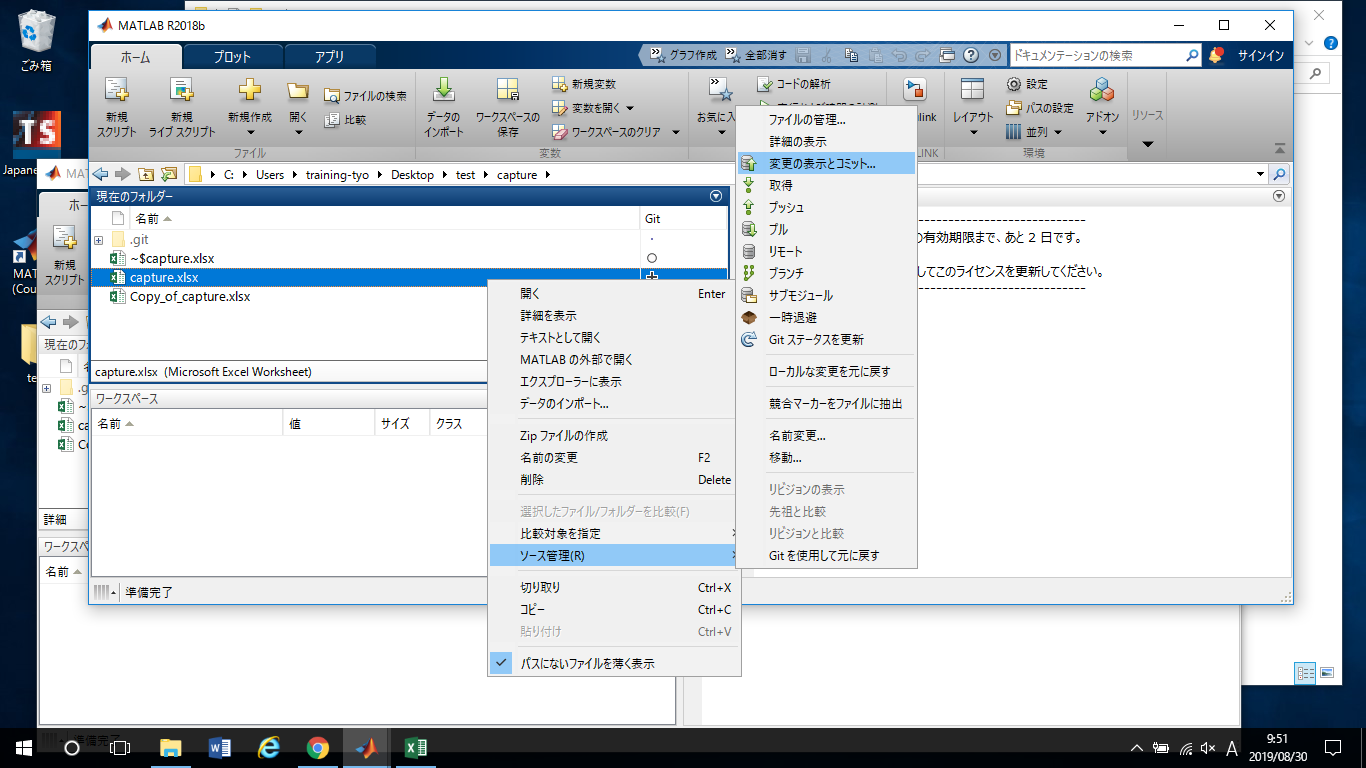 ごみ箱
TS
Japane
MATLAB R2018b
ホーム
プロット
アプリ
グラフ作成
全部消す
ドキュメンテーションの検索
サインイン
新規
スクリプト
新規
ライブ スクリプト
新規作成
開く
ファイルの検索
比較
ファイル
データの
インポート
ワークスペースの
保存
新規変数
変数を開く
ワークスペースのクリア
変数
お気に入
コードの解析
LINK
レイアウト
設定
パスの設定
並列
アドオン
環境
リソース
C:
Users
training-tyo
Desktop
test
capture
現在のフォルダー
名前
Git
.git
~$capture.xlsx
capture.xlsx
Copy_of_capture.xlsx
capture.xlsx (Microsoft Excel Worksheet)
ワークスペース
名前
値
サイズ
クラス
準備完了
の有効期限まで、あと 2 日です。
してこのライセンスを更新してください。
開く Enter
詳細を表示
テキストとして開く
MATLAB の外部で開く
エクスプローラーに表示
データのインポート...
Zip ファイルの作成
名前の変更 F2
削除 Delete
選択したファイル/フォルダーを比較(F)
比較対象を指定
ソース管理(R)
切り取り Ctrl+X
コピー Ctrl+C
貼り付け Ctrl+V
パスにないファイルを薄く表示
ファイルの管理...
詳細の表示
変更の表示とコミット...
取得
プッシュ
プル
リモート
ブランチ
サブモジュール
一時退避
Git ステータスを更新
ローカルな変更を元に戻す
競合マーカーをファイルに抽出
名前変更...
移動...
リビジョンの表示
先祖と比較
リビジョンと比較
Git を使用して元に戻す
MA
ホー
新規
スクリプト
現在のフ
詳細
ワークスペ
名前
MAT
(Cou
te
準備完了
A
9:51
2019/08/30